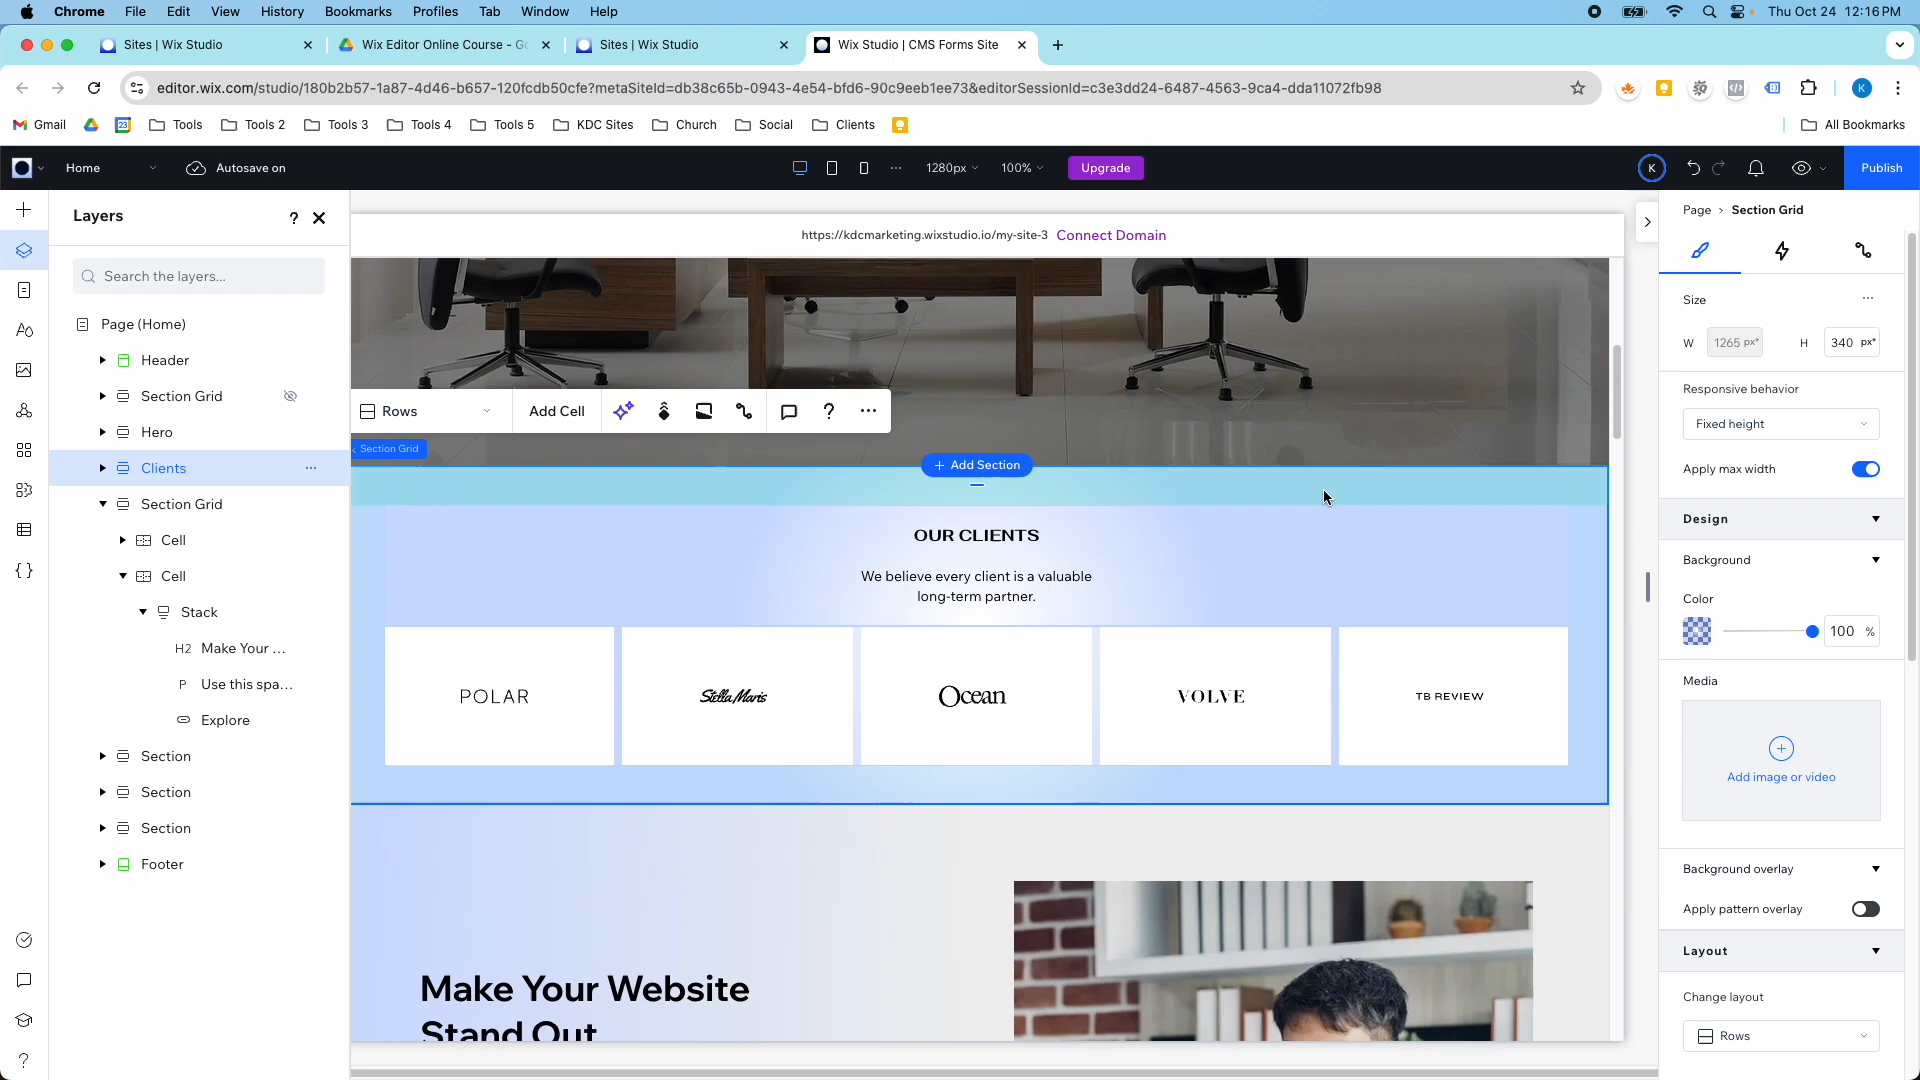 Chrome File Edit View History Bookmarks Profiles Tab Window Help Thu Oct 24 12:16 PM
Sites | Wix Studio
Wix Editor Online Course - Go
Sites | Wix Studio
Wix Studio | CMS Forms Site
editor.wix.com/studio/180b2b57-1a87-4d46-b657-120fcdb50cfe?metaSiteId=db38c65b-0943-4e54-bfd6-90c9eeb1ee73&editorSessionId=c3e3dd24-6487-4563-9ca4-dda11072fb98
K
Gmail 23 Tools Tools 2 Tools 3 Tools 4 Tools 5 KDC Sites Church Social Clients All Bookmarks
Home Autosave on 1280px 100% Upgrade K Publish
Layers ?
Search the layers...
Page (Home)
Header
Section Grid
Hero
Clients
Section Grid
Cell
Cell
Stack
H2 Make Your ...
P Use this spa...
Explore
Section
Section
Section
Footer
https://kdcmarketing.wixstudio.io/my-site-3 Connect Domain
Rows Add Cell ?
Section Grid
+ Add Section
OUR CLIENTS
We believe every client is a valuable
long-term partner.
POLAR Stella Maris Ocean VOLVE TB REVIEW
Make Your Website
Stand Out
Page > Section Grid
Size
W 1265 px* H 340 px*
Responsive behavior
Fixed height
Apply max width
Design
Background
Color
100 %
Media
Add image or video
Background overlay
Apply pattern overlay
Layout
Change layout
Rows